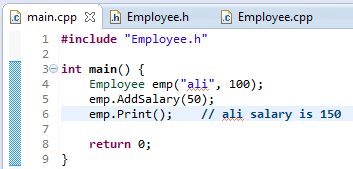 main.cpp Employee.h Employee.cpp
1 #include "Employee.h"
2
3 int main() {
4 Employee emp("ali", 100);
5 emp.AddSalary(50);
6 emp.Print(); // ali salary is 150
7
8 return 0;
9 }